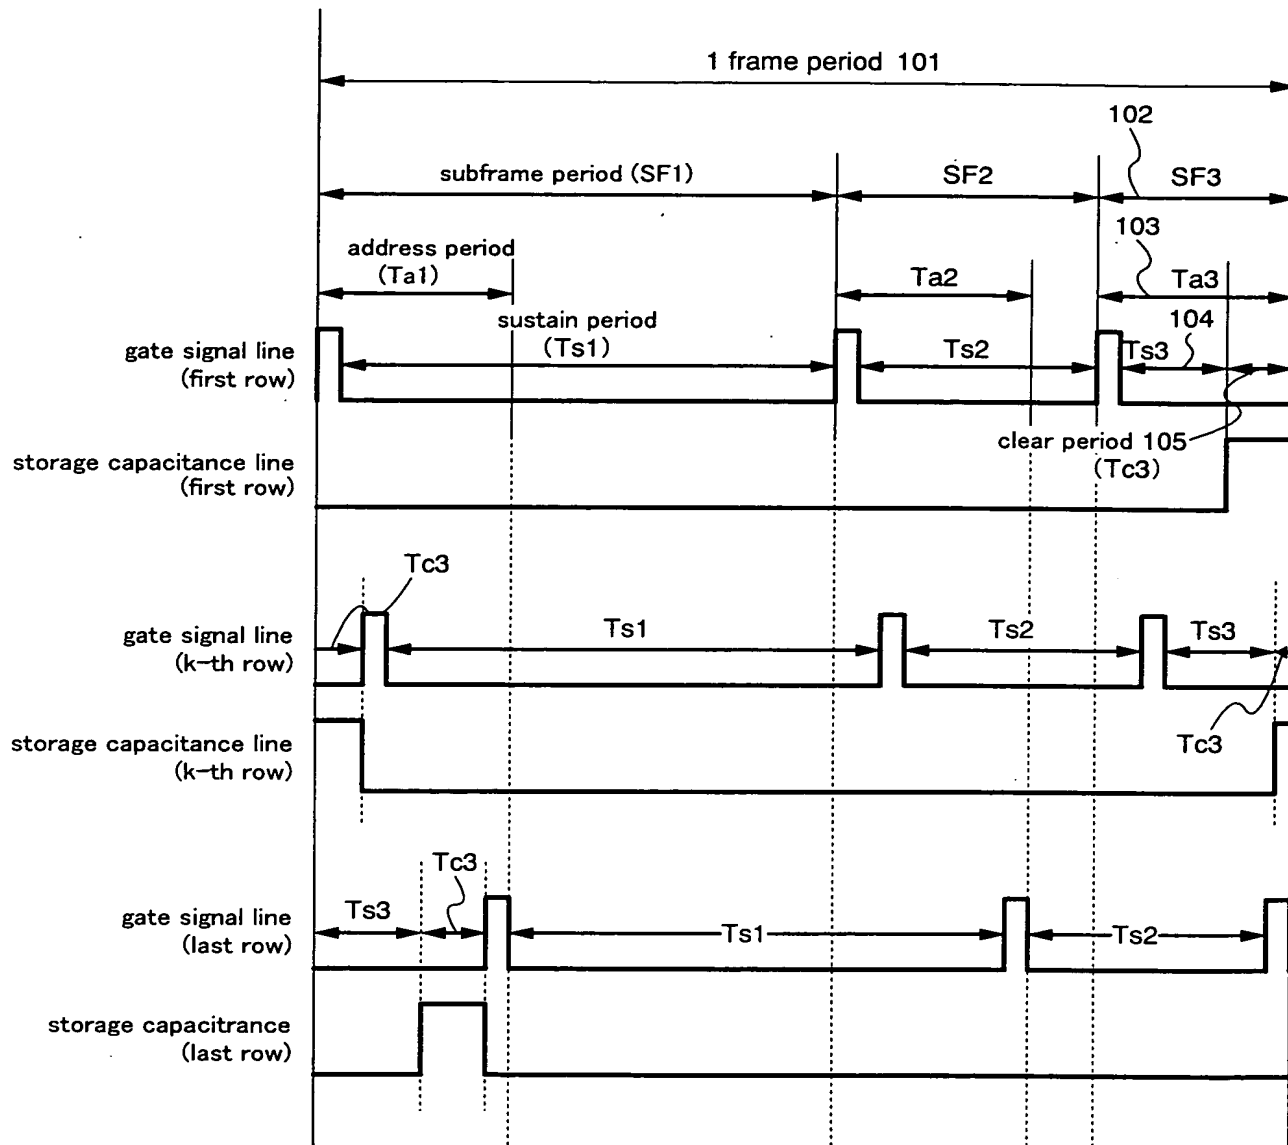 1 frame period 101
102
subframe period (SF1)
SF2
SF3
103
address period
(Ta1)
Ta2
Ta3
sustain period
(Ts1)
104
gate signal line
(first row)
Ts2
Ts3
clear period 105
(Tc3)
storage capacitance line
(first row)
Tc3
gate signal line
(k-th row)
Ts1
Ts2
Ts3
storage capacitance line
(k-th row)
Tc3
Tc3
gate signal line
(last row)
Ts3
Ts1
Ts2
storage capacitrance
(last row)